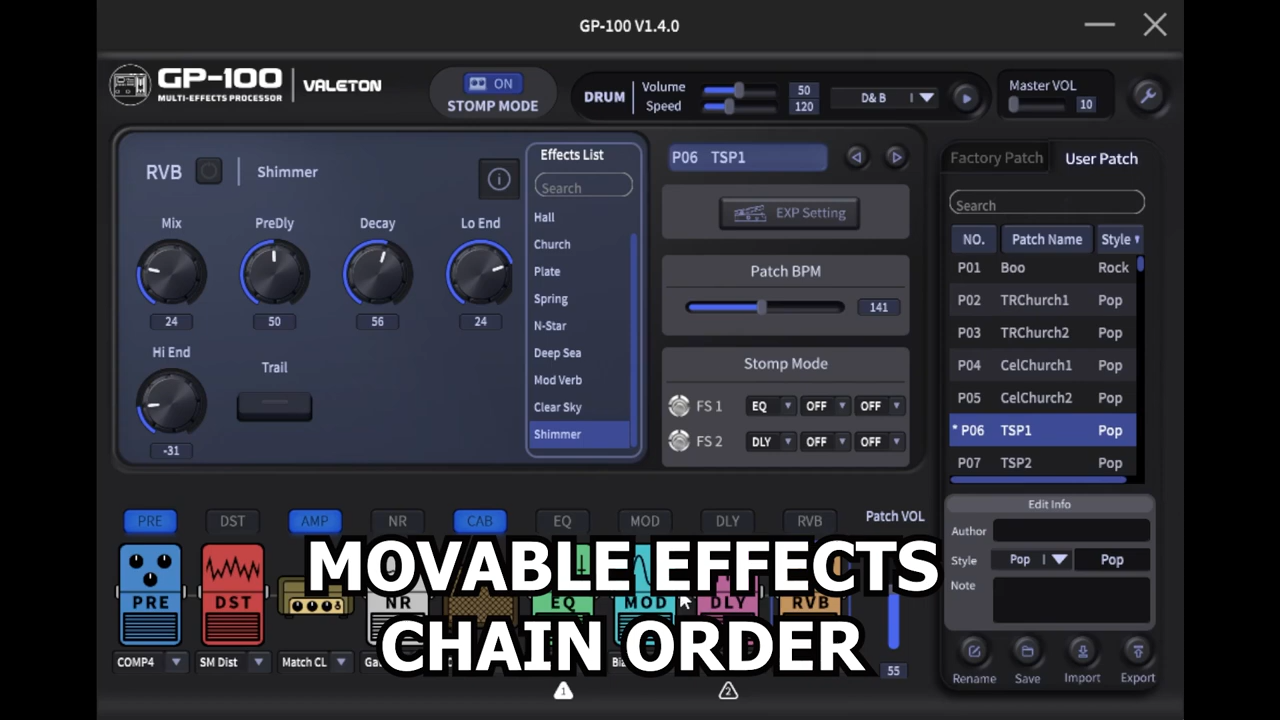 GP-100 V1.4.0
GP-100
MULTI-EFFECTS PROCESSOR
VALETON
ON
STOMP MODE
DRUM
Volume
50
Speed
120
D& B
Master VOL
10
RVB
Shimmer
Mix
PreDly
Decay
Lo End
24
50
56
24
Hi End
Trail
-31
Effects List
Search
Hall
Church
Plate
Spring
N-Star
Deep Sea
Mod Verb
Clear Sky
Shimmer
P06 TSP1
EXP Setting
Patch BPM
141
Stomp Mode
FS 1 EQ OFF OFF
FS 2 DLY OFF OFF
Factory Patch User Patch
Search
NO. Patch Name Style
P01 Boo Rock
P02 TRChurch1 Pop
P03 TRChurch2 Pop
P04 CelChurch1 Pop
P05 CelChurch2 Pop
* P06 TSP1 Pop
P07 TSP2 Pop
Edit Info
Author
Style Pop Pop
Note
Rename Save Import Export
PRE DST AMP NR CAB EQ MOD DLY RVB
Patch VOL
PRE DST NR EQ MOD DLY RVB
COMP4 SM Dist Match CL
55
1 2
MOVABLE EFFECTS
CHAIN ORDER